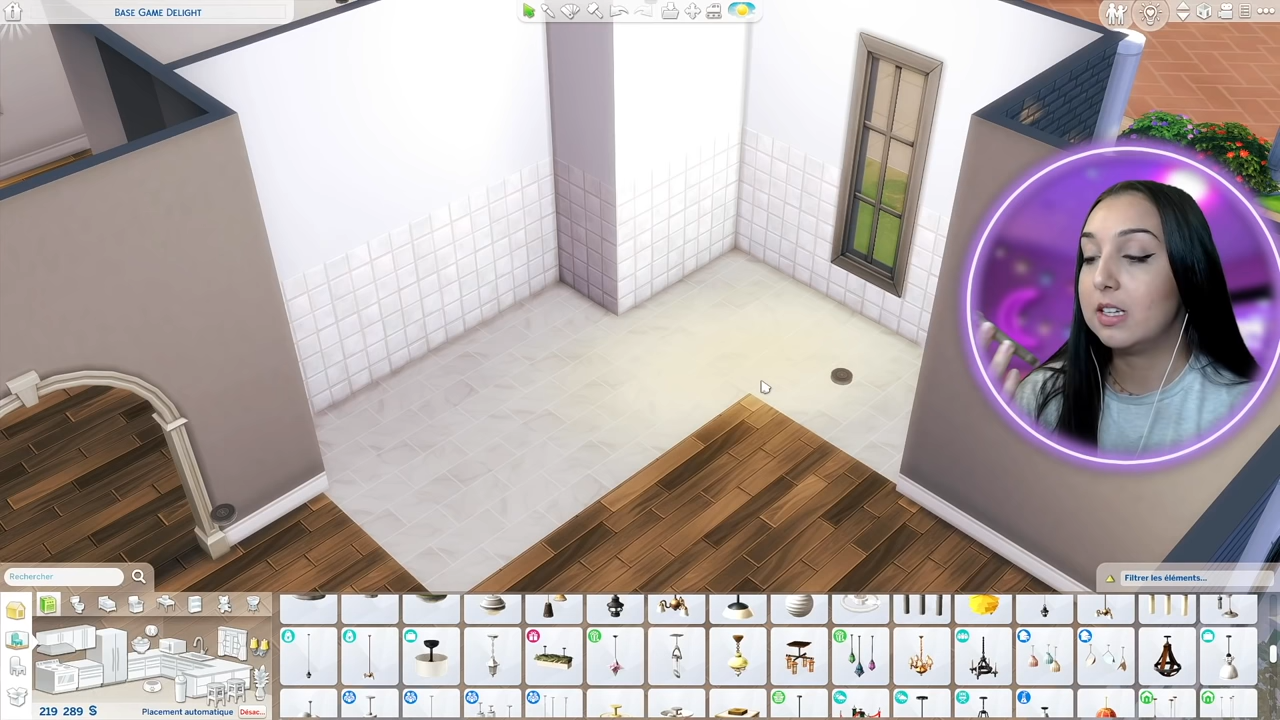 Base Game Delight
Rechercher
Filtrer les éléments...
219 289 $
Placement automatique
Désac...